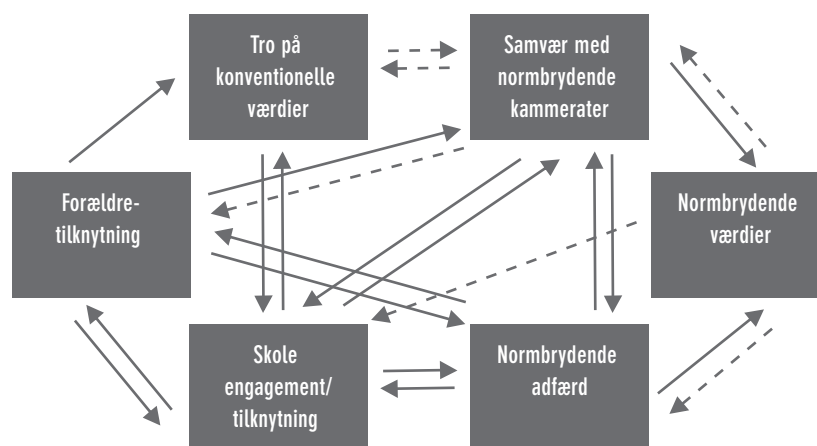 Tro på
konventionelle
værdier
Samvær med
normbrydende
kammerater
Forældre-
tilknytning
Normbrydende
værdier
Skole
engagement/
tilknytning
Normbrydende
adfærd